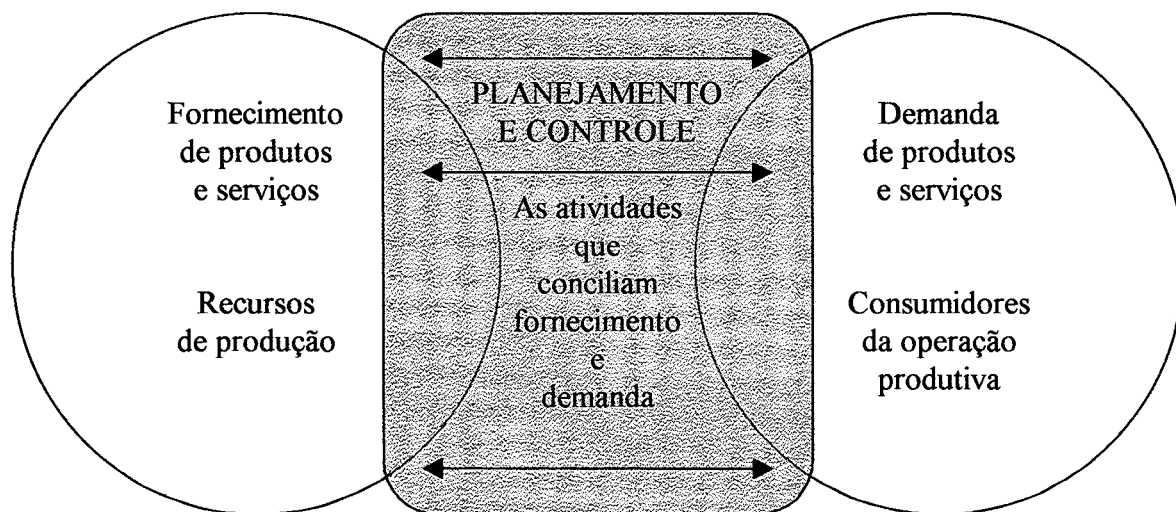 Fornecimento
de produtos
e serviços
Recursos
de produção
PLANEJAMENTO
E CONTROLE
As atividades
que
conciliam
fornecimento
e
demanda
Demanda
de produtos
e serviços
Consumidores
da operação
produtiva